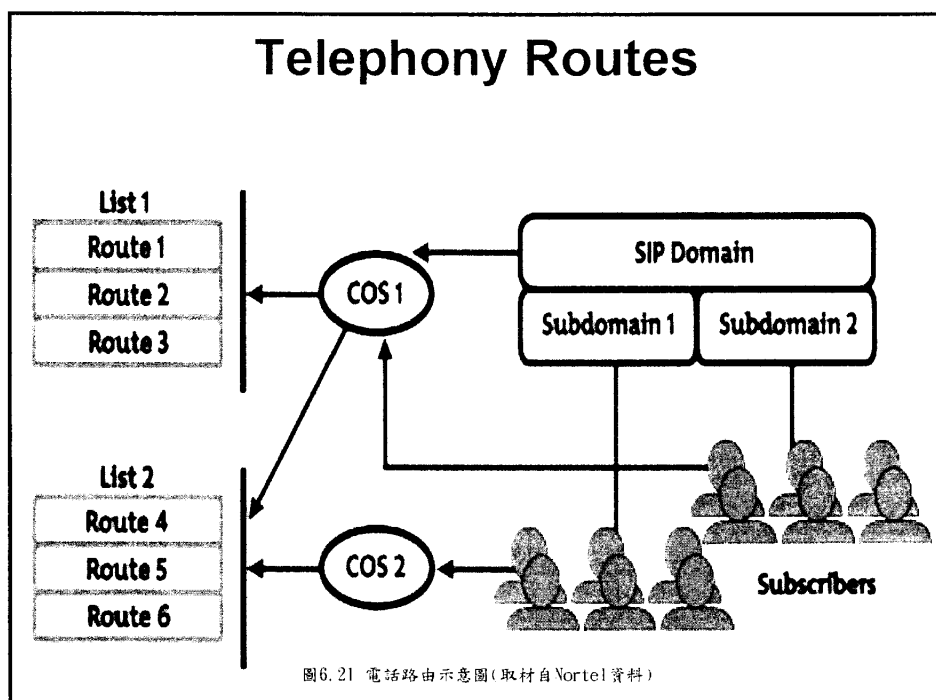 Telephony Routes
List 1
Route 1
Route 2
Route 3
COS 1
SIP Domain
Subdomain 1
Subdomain 2
List 2
Route 4
Route 5
Route 6
COS 2
Subscribers
圖6.21 電話路由示意圖(取材自Nortel資料)